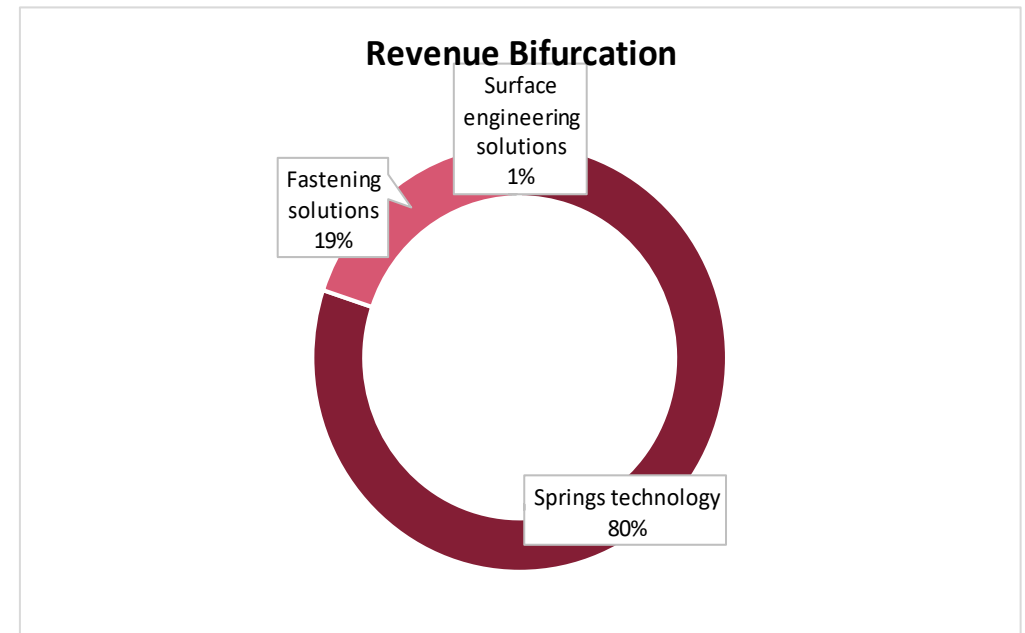 Revenue Bifurcation
Surface
engineering
solutions
1%
Fastening
solutions
19%
Springs technology
80%